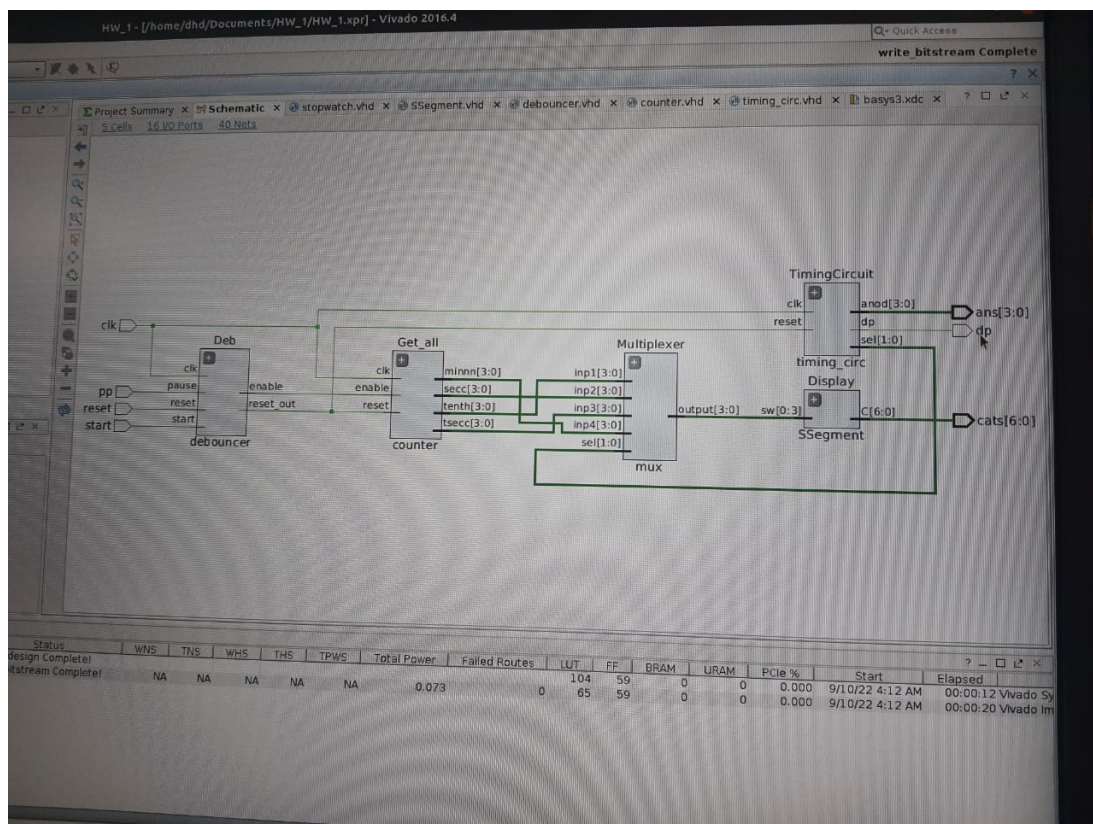 HW_1 - [/home/dhd/Documents/HW_1/HW_1.xpr] - Vivado 2016.4
Q- Quick Access
write_bitstream Complete
Project Summary × Schematic × stopwatch.vhd × SSegment.vhd × debouncer.vhd × counter.vhd × timing_circ.vhd × basys3.xdc ×
5 Cells 16 I/O Ports 40 Nets
TimingCircuit
clk anod[3:0] ans[3:0]
reset dp dp
sel[1:0]
timing_circ
clk
Deb
clk
pp pause enable
reset reset reset_out
start start
debouncer
Get_all
clk minnn[3:0]
enable secc[3:0]
reset tenth[3:0]
tsecc[3:0]
counter
Multiplexer
inp1[3:0]
inp2[3:0]
inp3[3:0] output[3:0]
inp4[3:0]
sel[1:0]
mux
Display
sw[0:3] C[6:0] cats[6:0]
SSegment
Status WNS TNS WHS THS TPWS Total Power Failed Routes LUT FF BRAM URAM PCIe % Start Elapsed
design Complete! 104 59 0 0 0.000 9/10/22 4:12 AM 00:00:12 Vivado Sy
itstream Complete! NA NA NA NA NA 0.073 0 65 59 0 0 0.000 9/10/22 4:12 AM 00:00:20 Vivado Im